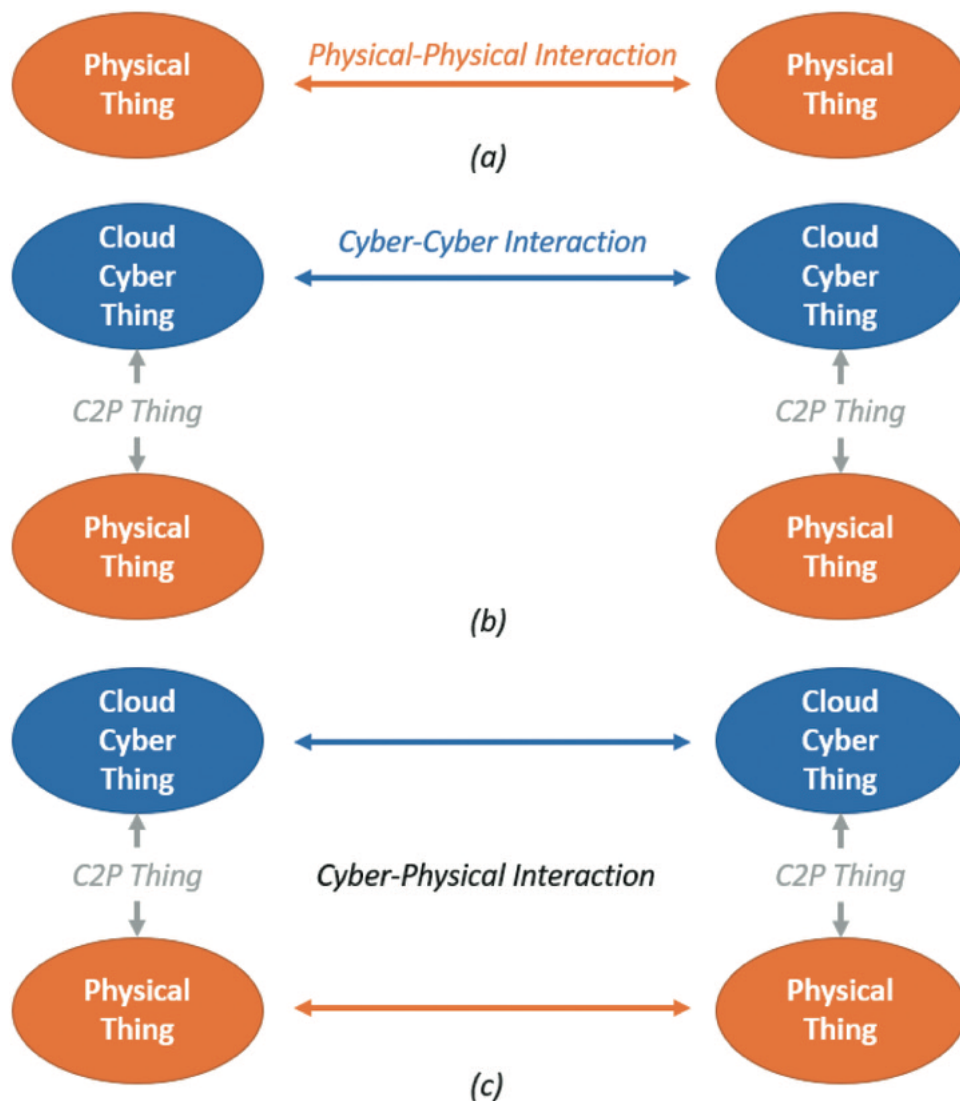 Physical
Thing
Physical-Physical Interaction
Physical
Thing
(a)
Cloud
Cyber
Thing
Cyber-Cyber Interaction
Cloud
Cyber
Thing
C2P Thing
C2P Thing
Physical
Thing
Physical
Thing
(b)
Cloud
Cyber
Thing
Cloud
Cyber
Thing
C2P Thing
Cyber-Physical Interaction
C2P Thing
Physical
Thing
Physical
Thing
(c)